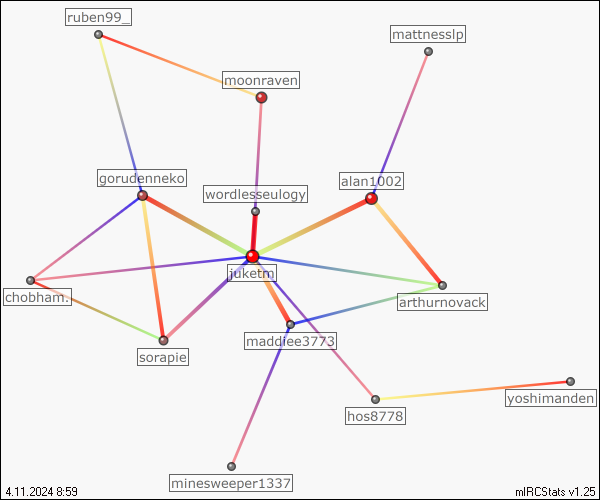 ruben99_
mattnesslp
moonraven
gorudenneko
alan1002
wordlesseulogy
juketm
chobham.
arthurnovack
maddiee3773
sorapie
yoshimanden
hos8778
minesweeper1337
4.11.2024 8:59
mIRCStats v1.25